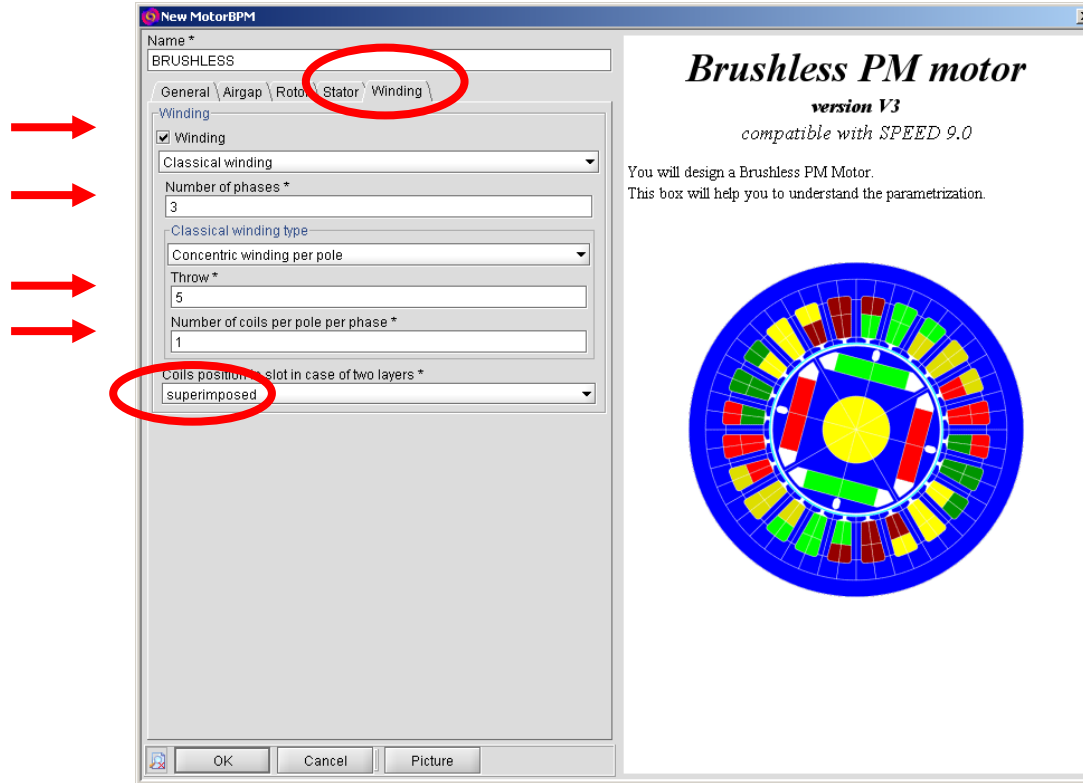 New MotorBPM
Name *
BRUSHLESS
General Airgap Rotor Stator Winding
Winding
Winding
Classical winding
Number of phases *
3
Classical winding type
Concentric winding per pole
Throw *
5
Number of coils per pole per phase *
1
Coils position in slot in case of two layers *
superimposed
OK Cancel Picture
Brushless PM motor
version V3
compatible with SPEED 9.0
You will design a Brushless PM Motor.
This box will help you to understand the parametrization.